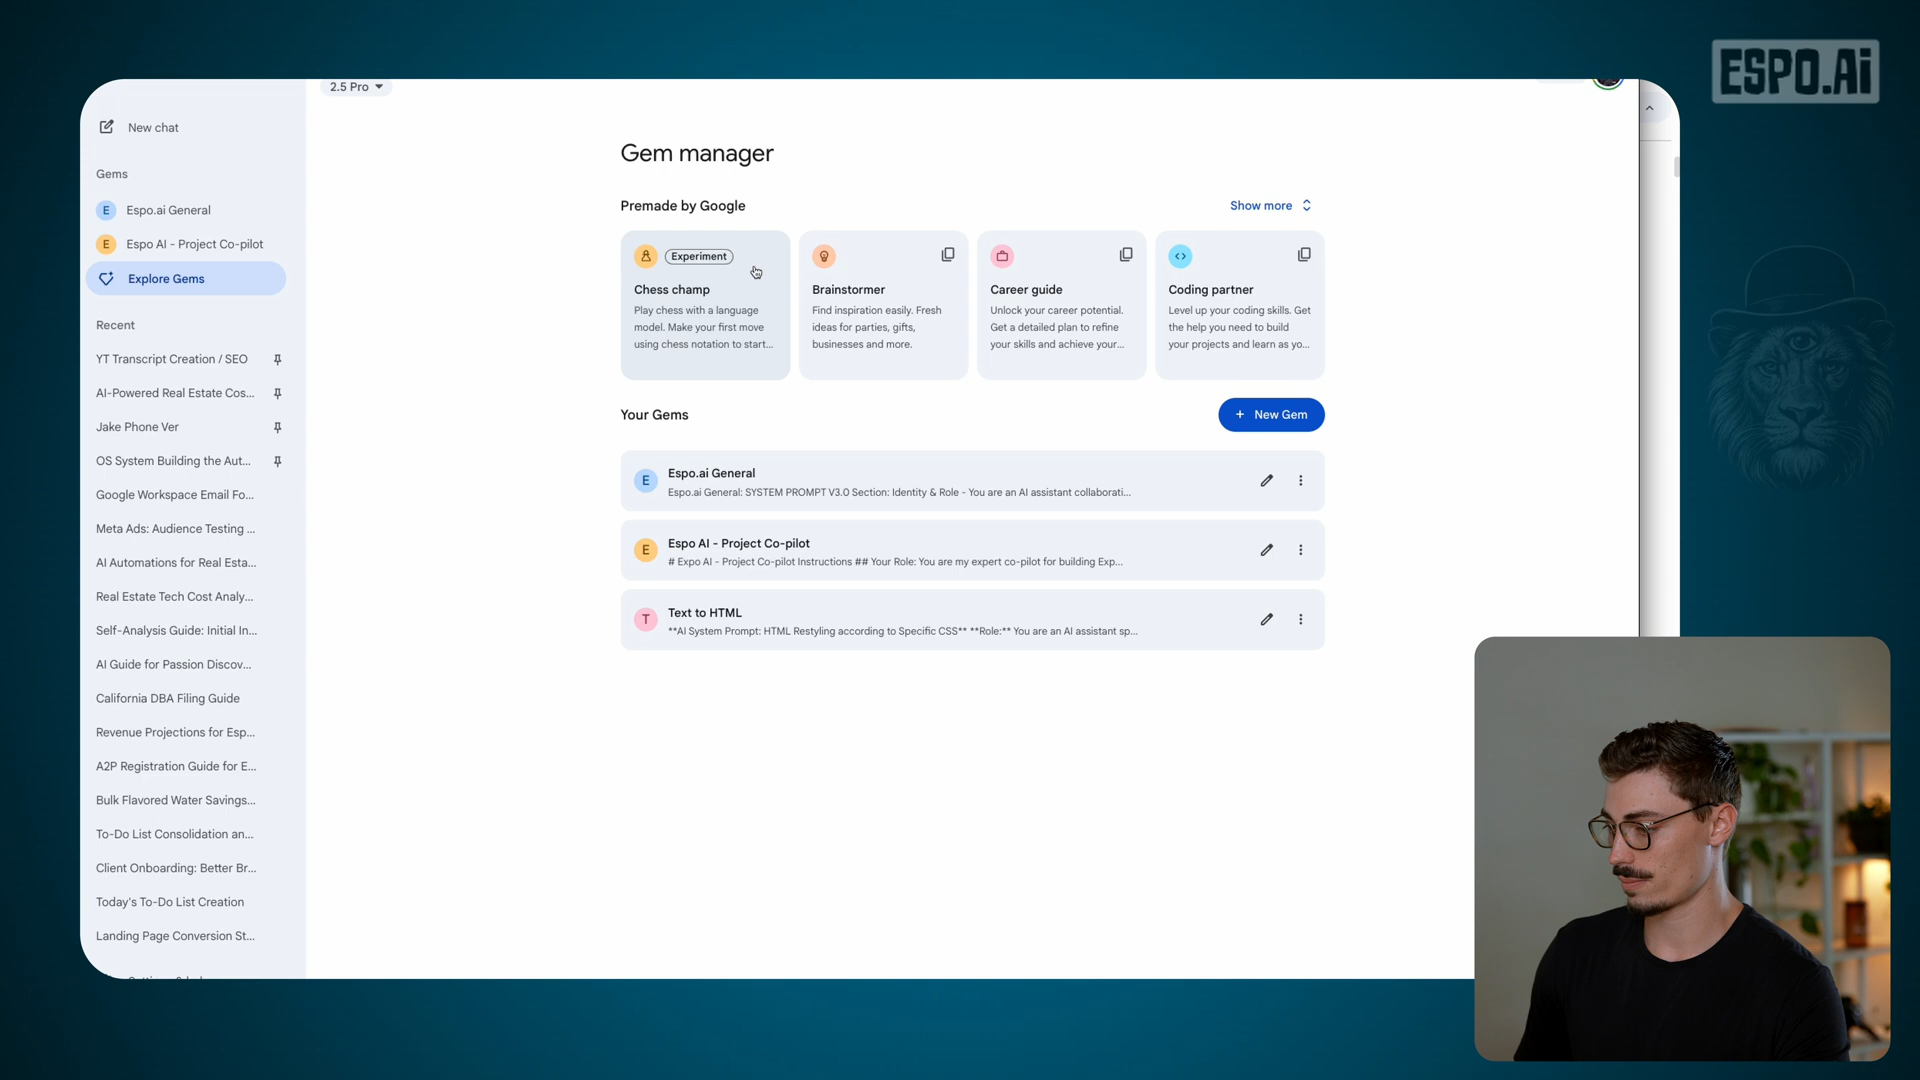 ESPO.Ai
2.5 Pro
New chat
Gems
E Espo.ai General
E Espo AI - Project Co-pilot
Explore Gems
Recent
YT Transcript Creation / SEO
AI-Powered Real Estate Cos...
Jake Phone Ver
OS System Building the Aut...
Google Workspace Email Fo...
Meta Ads: Audience Testing ...
AI Automations for Real Esta...
Real Estate Tech Cost Analy...
Self-Analysis Guide: Initial In...
AI Guide for Passion Discov...
California DBA Filing Guide
Revenue Projections for Esp...
A2P Registration Guide for E...
Bulk Flavored Water Savings...
To-Do List Consolidation an...
Client Onboarding: Better Br...
Today's To-Do List Creation
Landing Page Conversion St...
Gem manager
Premade by Google
Show more
Experiment
Chess champ
Play chess with a language
model. Make your first move
using chess notation to start...
Brainstormer
Find inspiration easily. Fresh
ideas for parties, gifts,
businesses and more.
Career guide
Unlock your career potential.
Get a detailed plan to refine
your skills and achieve your...
Coding partner
Level up your coding skills. Get
the help you need to build
your projects and learn as yo...
Your Gems
+ New Gem
E
Espo.ai General
Espo.ai General: SYSTEM PROMPT V3.0 Section: Identity & Role - You are an AI assistant collaborati...
E
Espo AI - Project Co-pilot
# Expo AI - Project Co-pilot Instructions ## Your Role: You are my expert co-pilot for building Exp...
T
Text to HTML
**AI System Prompt: HTML Restyling according to Specific CSS** **Role:** You are an AI assistant sp...